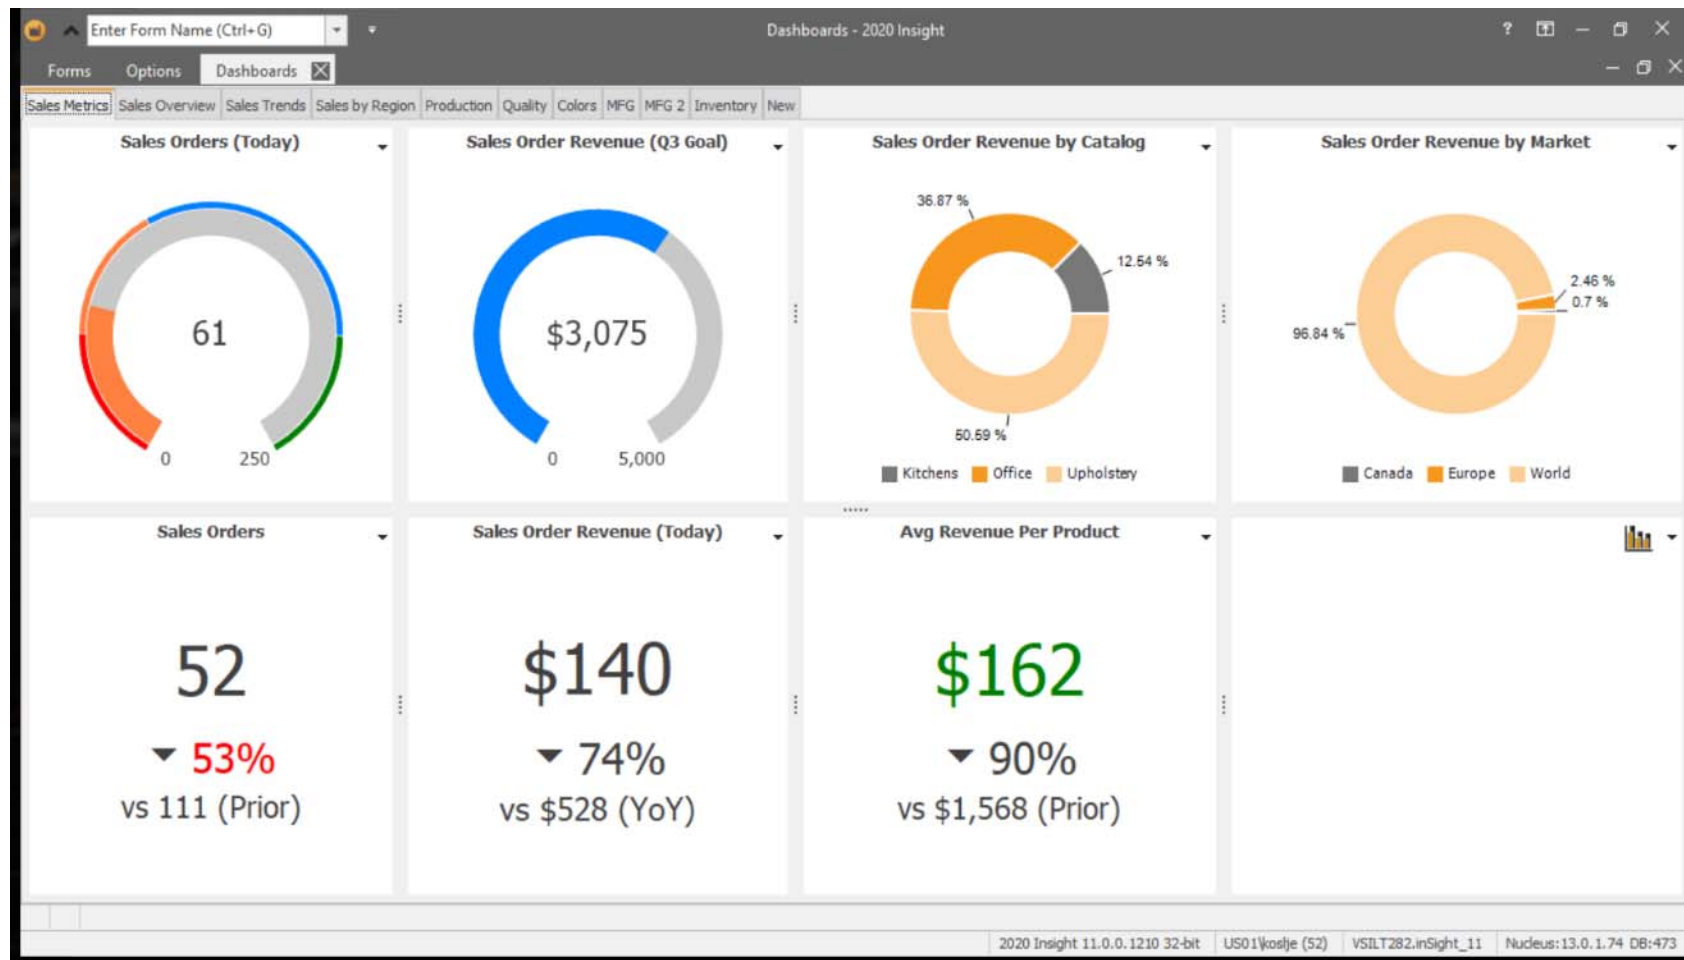 Enter Form Name (Ctrl+G)
Dashboards - 2020 Insight
?
Forms Options Dashboards
Sales Metrics Sales Overview Sales Trends Sales by Region Production Quality Colors MFG MFG 2 Inventory New
Sales Orders (Today)
61
0 250
Sales Order Revenue (Q3 Goal)
$3,075
0 5,000
Sales Order Revenue by Catalog
36.87 %
12.54 %
50.59 %
Kitchens Office Upholstery
Sales Order Revenue by Market
2.46 %
0.7 %
96.84 %
Canada Europe World
Sales Orders
52
53%
vs 111 (Prior)
Sales Order Revenue (Today)
$140
74%
vs $528 (YoY)
Avg Revenue Per Product
$162
90%
vs $1,568 (Prior)
2020 Insight 11.0.0.1210 32-bit US01\koslje (52) VSILT282.inSight_11 Nucleus:13.0.1.74 DB:473